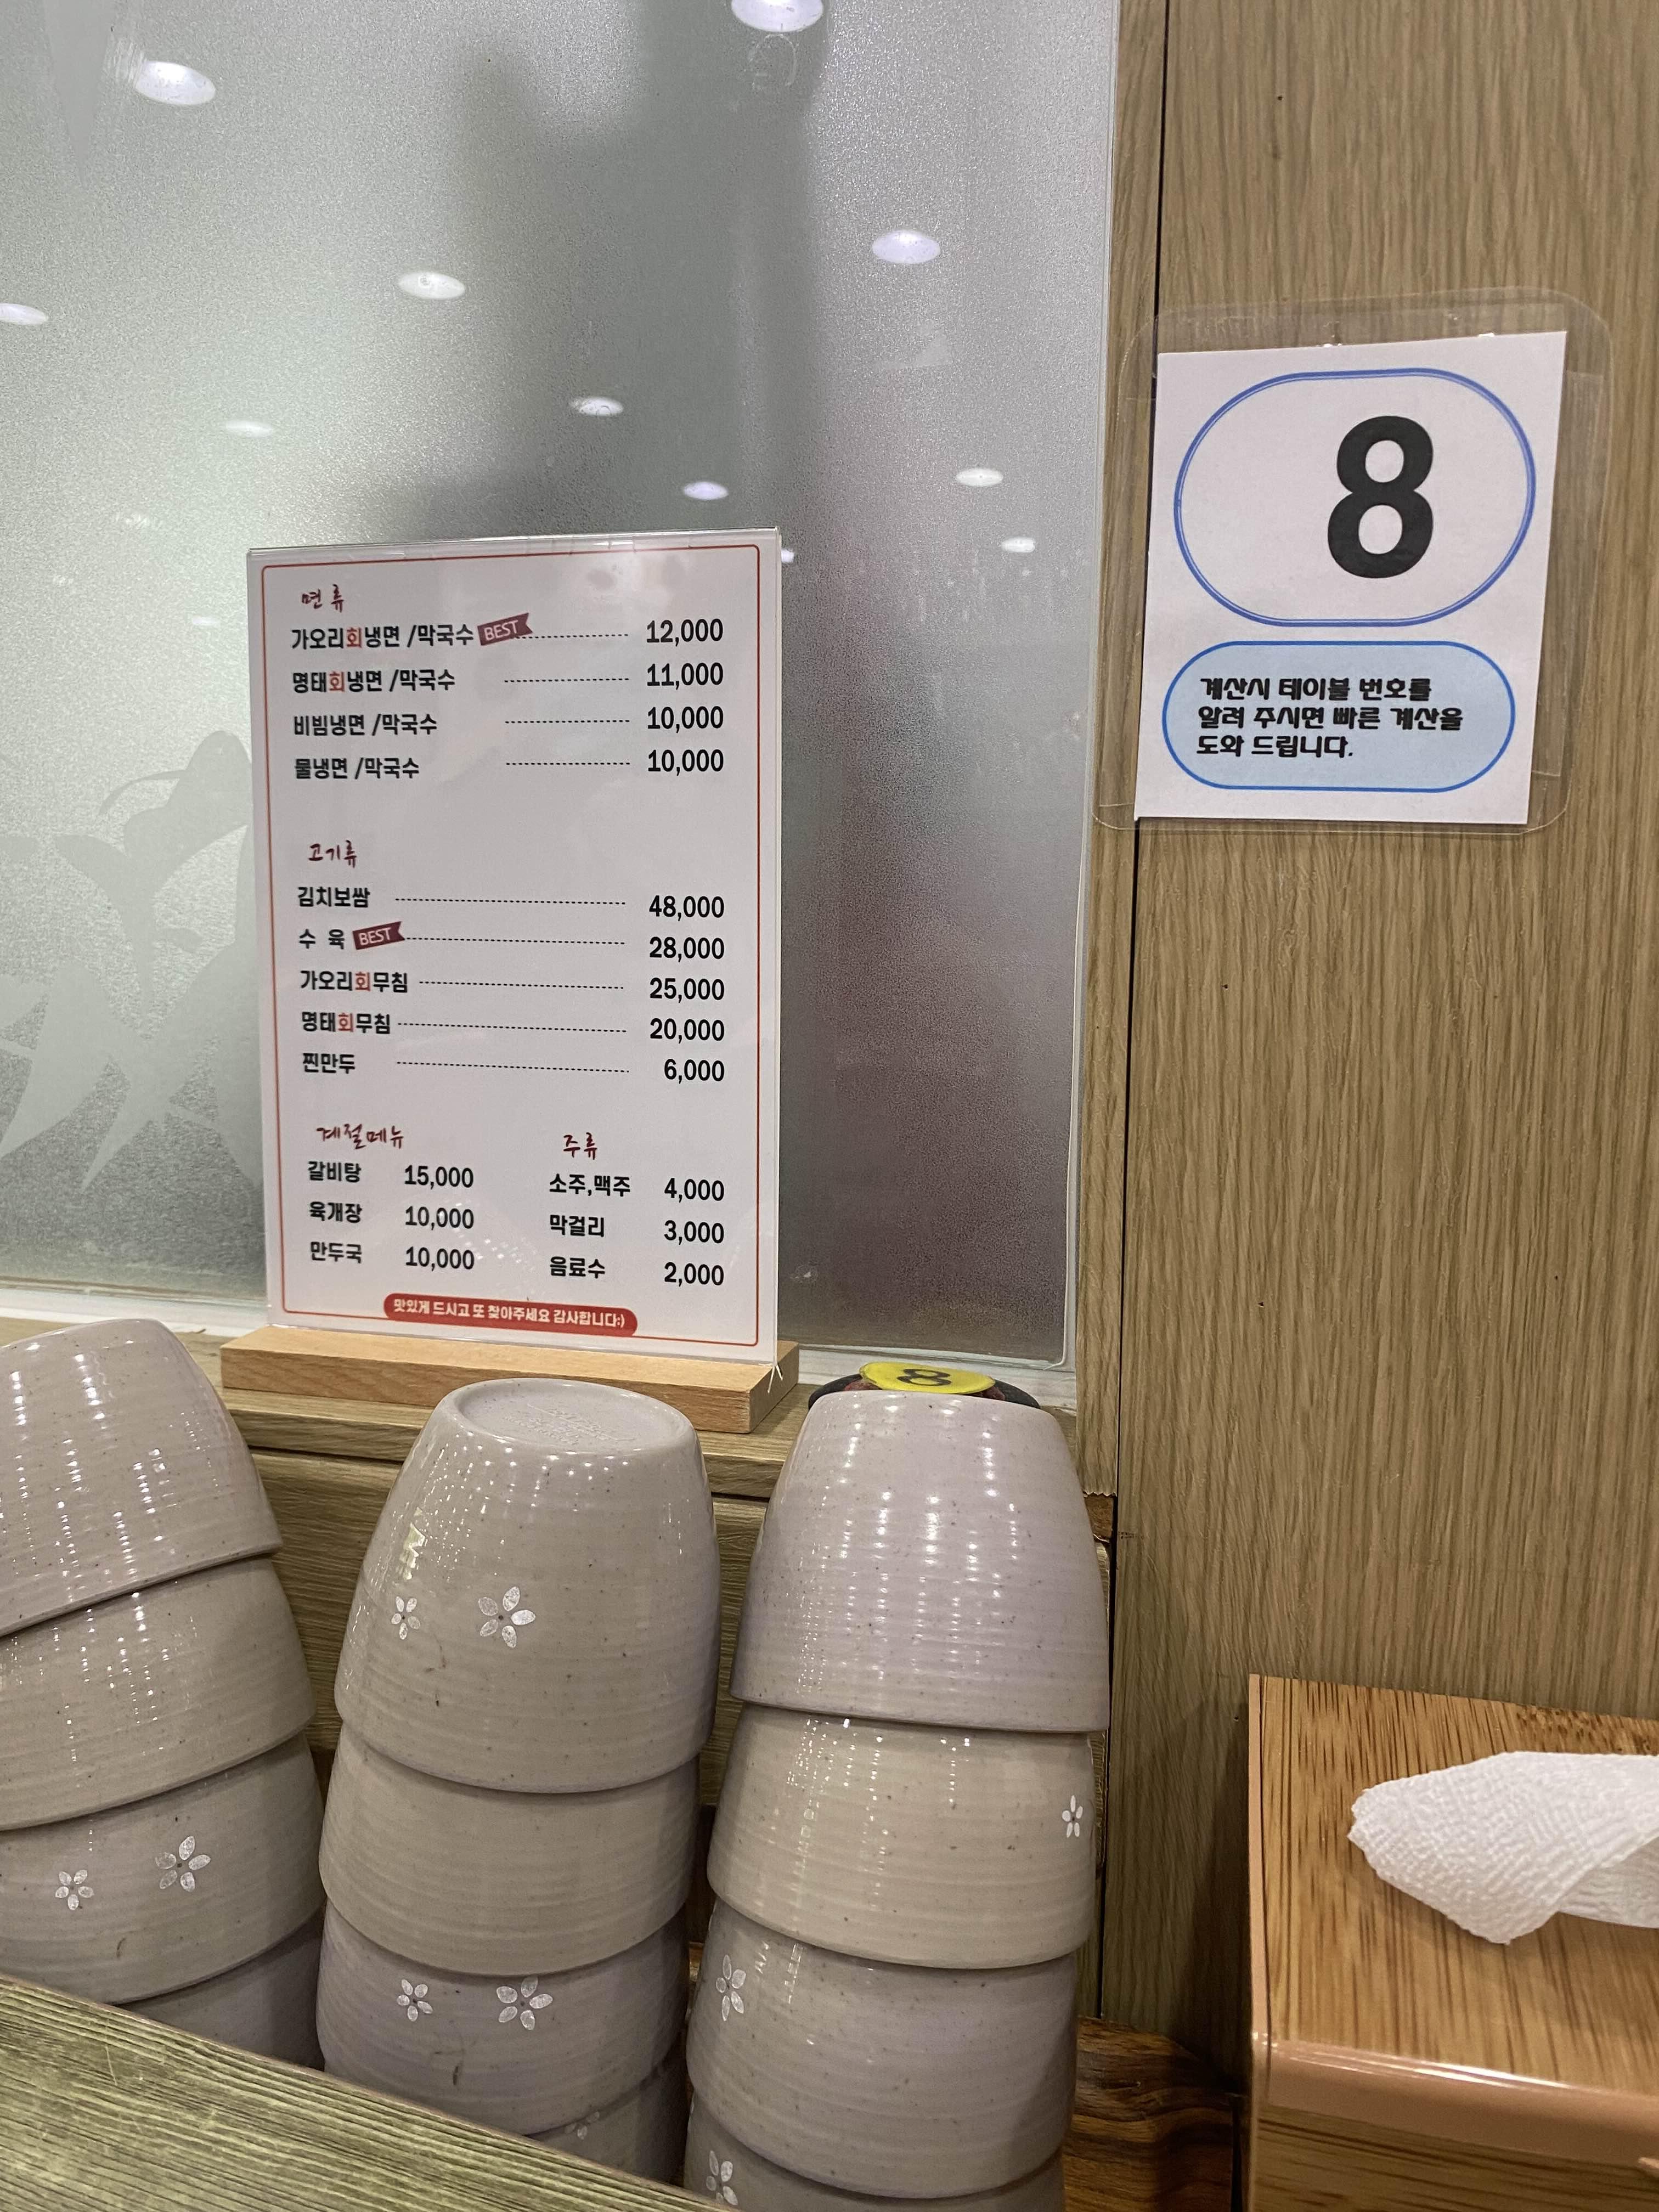 면류
가오리회냉면 /막국수 BEST 12,000
명태회냉면 /막국수 11,000
비빔냉면 /막국수 10,000
물냉면 /막국수 10,000
고기류
김치보쌈 48,000
수 육 BEST 28,000
가오리회무침 25,000
명태회무침 20,000
찐만두 6,000
계절메뉴
갈비탕 15,000
육개장 10,000
만두국 10,000
주류
소주,맥주 4,000
막걸리 3,000
음료수 2,000
맛있게 드시고 또 찾아주세요 감사합니다:)
8
계산시 테이블 번호를
알려 주시면 빠른 계산을
도와 드립니다.
8